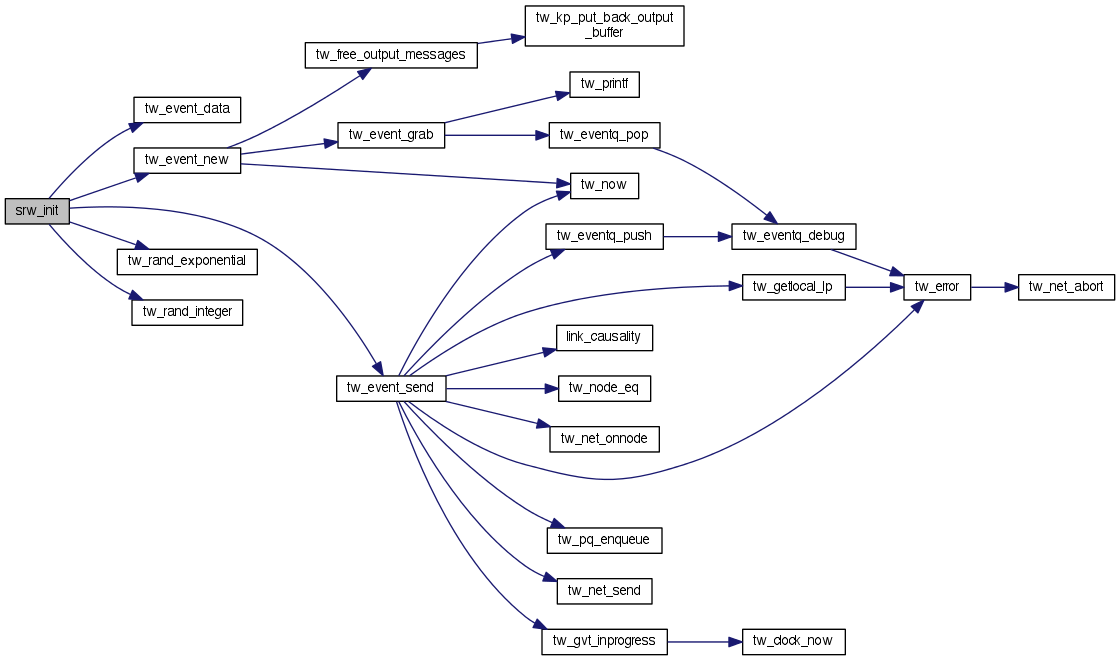 tw_kp_put_back_output
_buffer
tw_free_output_messages
tw_printf
tw_event_data
tw_event_grab
tw_eventq_pop
tw_event_new
tw_now
srw_init
tw_eventq_push
tw_eventq_debug
tw_rand_exponential
tw_getlocal_lp
tw_error
tw_net_abort
tw_rand_integer
link_causality
tw_event_send
tw_node_eq
tw_net_onnode
tw_pq_enqueue
tw_net_send
tw_gvt_inprogress
tw_clock_now